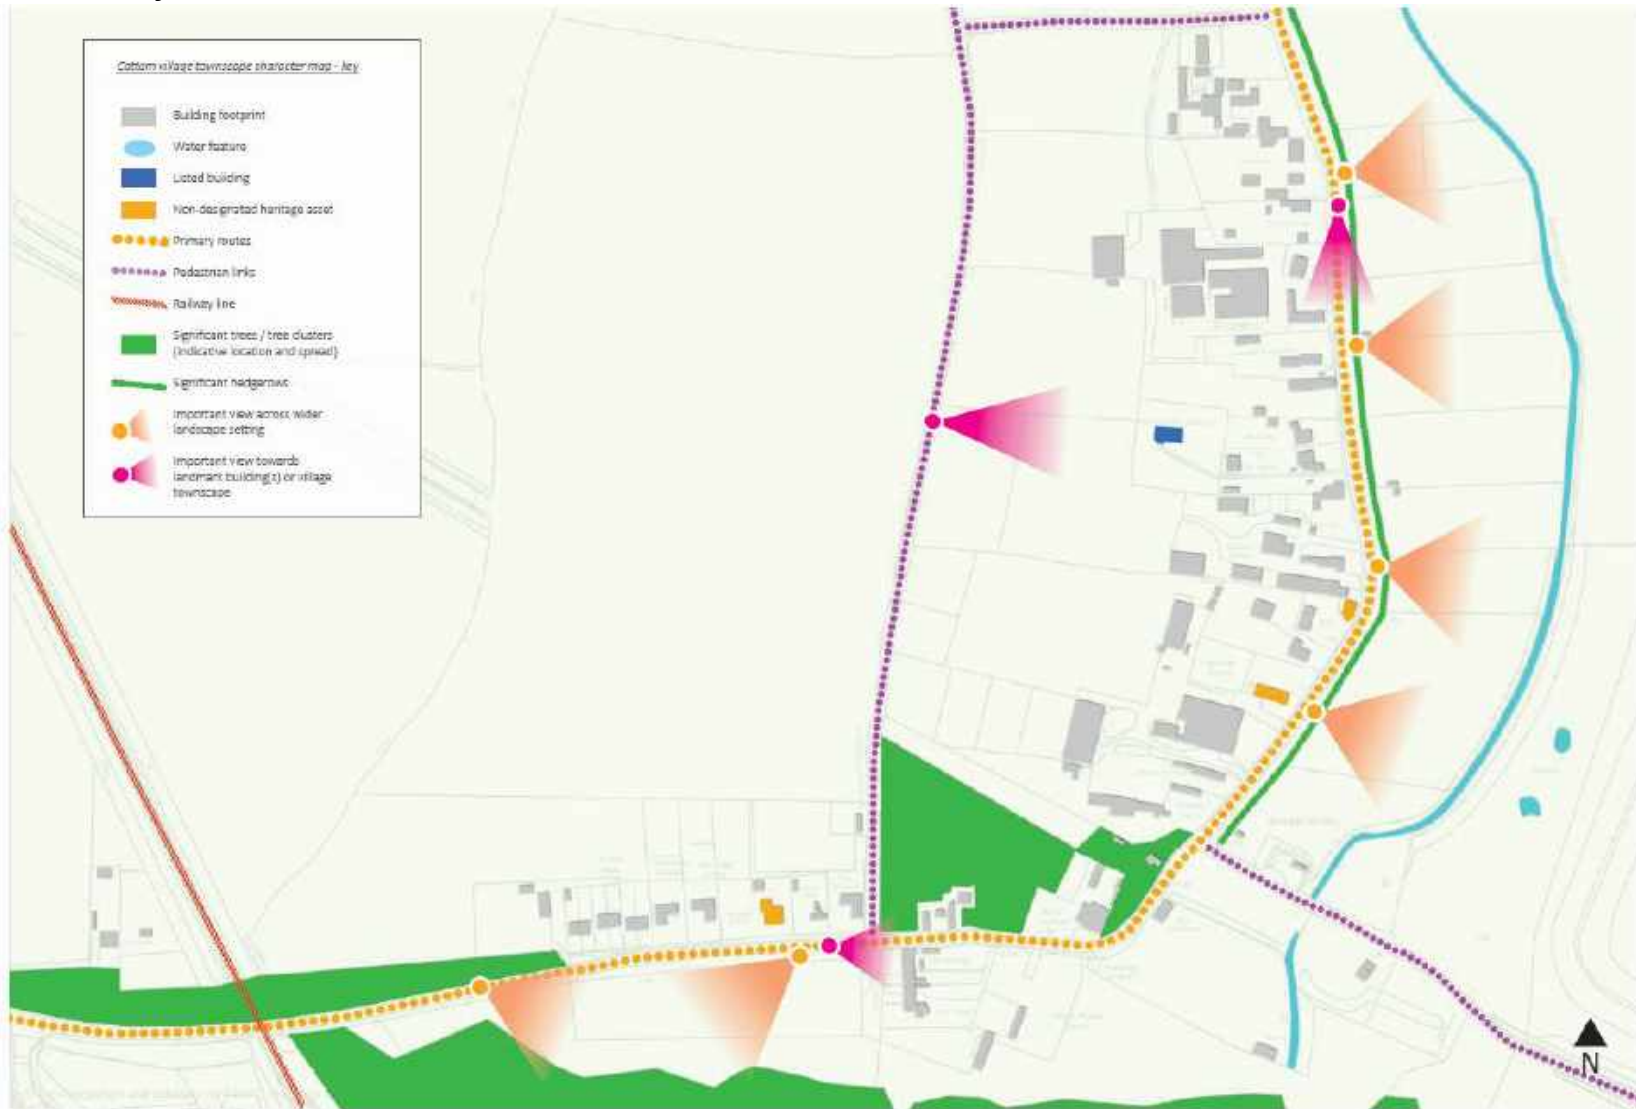 Cottam village townscape character map - key
Building footprint
Water feature
Listed building
Non-designated heritage asset
Primary routes
Pedestrian links
Railway line
Significant trees / tree clusters
(indicative location and spread)
Significant hedgerows
Important view across wider
landscape setting
Important view towards
landmark building(s) or village
townscape
N